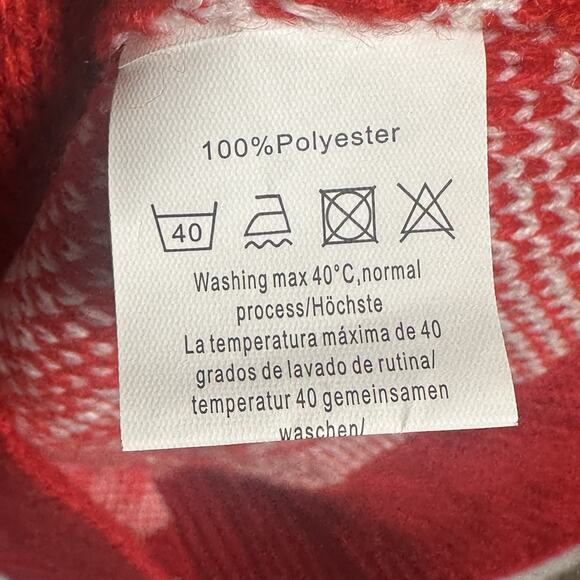 100%Polyester
40
Washing max 40°C,normal
process/Höchste
La temperatura máxima de 40
grados de lavado de rutina/
temperatur 40 gemeinsamen
waschen/